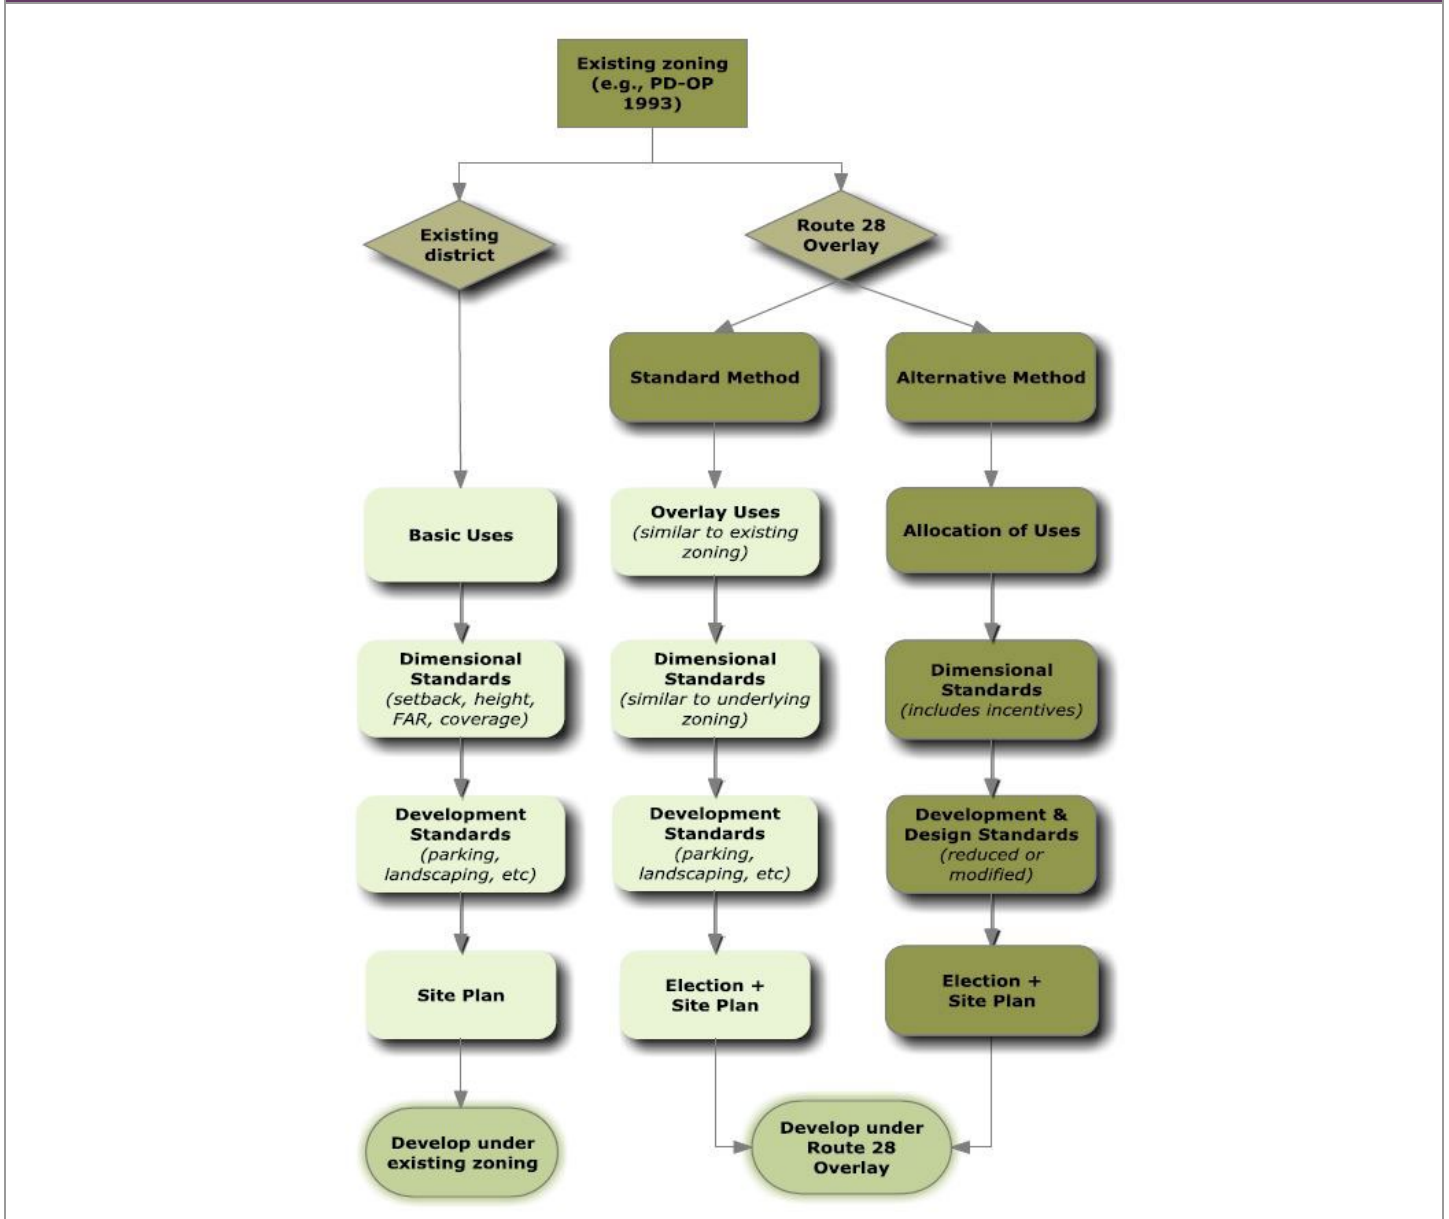 Existing zoning
(e.g., PD-OP
1993)
Existing
district
Route 28
Overlay
Standard Method
Alternative Method
Basic Uses
Overlay Uses
(similar to existing
zoning)
Allocation of Uses
Dimensional
Standards
(setback, height,
FAR, coverage)
Dimensional
Standards
(similar to underlying
zoning)
Dimensional
Standards
(includes incentives)
Development
Standards
(parking,
landscaping, etc)
Development
Standards
(parking,
landscaping, etc)
Development &
Design Standards
(reduced or
modified)
Site Plan
Election +
Site Plan
Election +
Site Plan
Develop under
existing zoning
Develop under
Route 28
Overlay